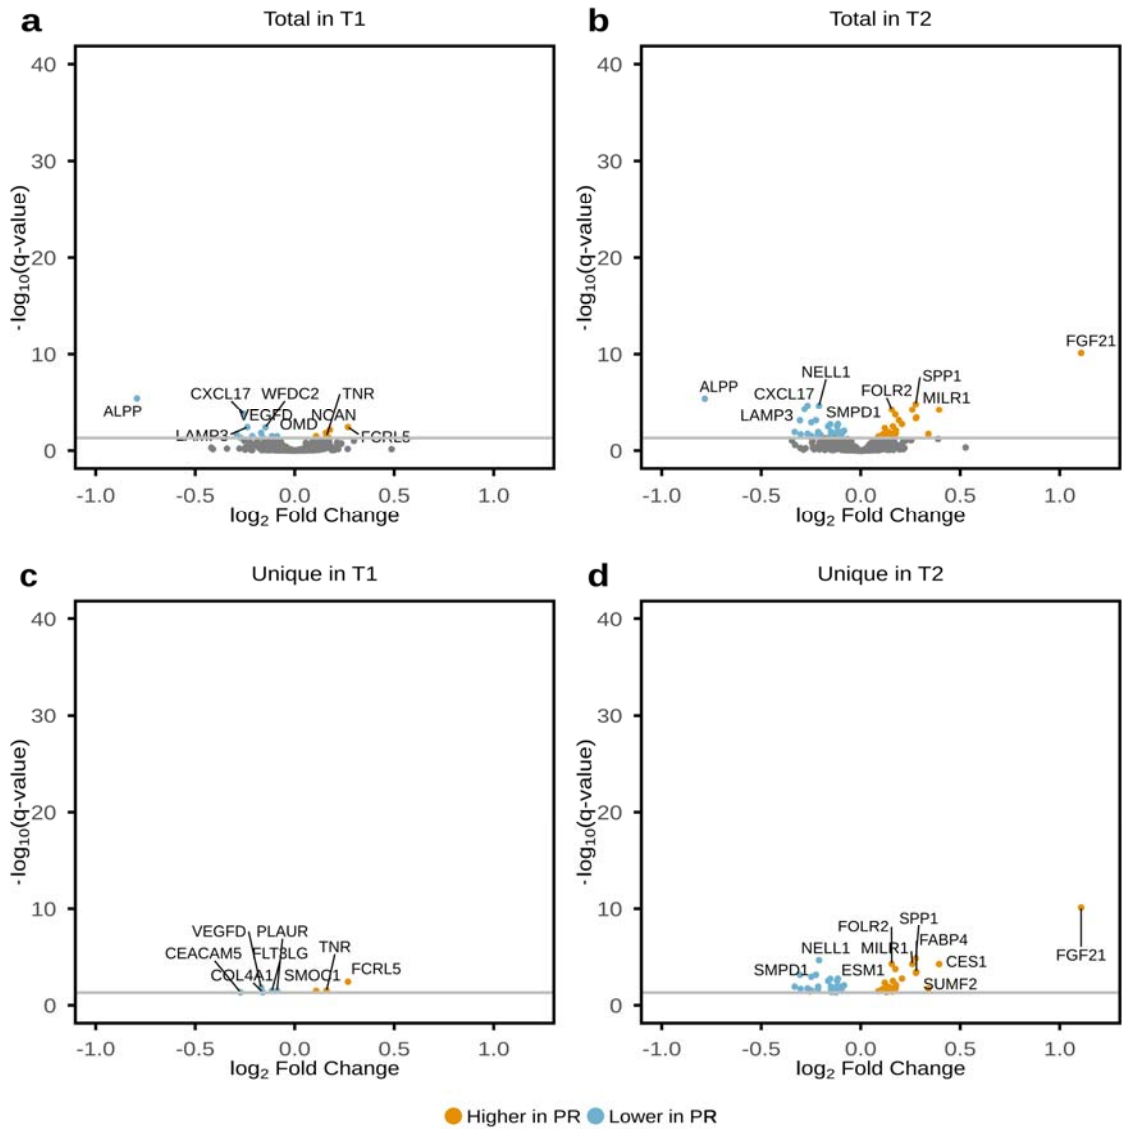 a
Total in T1
40
30
20
10
0
-log10(q-value)
CXCL17
WFDC2
TNR
ALPP
VEGFD
OMD
NCAN
LAMP3
FCRL5
-1.0 -0.5 0.0 0.5 1.0
log2 Fold Change
b
Total in T2
40
30
20
10
0
-log10(q-value)
FGF21
NELL1
ALPP
CXCL17
FOLR2
SPP1
MILR1
LAMP3
SMPD1
-1.0 -0.5 0.0 0.5 1.0
log2 Fold Change
c
Unique in T1
40
30
20
10
0
-log10(q-value)
VEGFD
PLAUR
CEACAM5
FLT3LG
TNR
COL4A1
SMOC1
FCRL5
-1.0 -0.5 0.0 0.5 1.0
log2 Fold Change
d
Unique in T2
40
30
20
10
0
-log10(q-value)
FOLR2
SPP1
NELL1
MILR1
FABP4
FGF21
SMPD1
ESM1
CES1
SUMF2
-1.0 -0.5 0.0 0.5 1.0
log2 Fold Change
Higher in PR Lower in PR